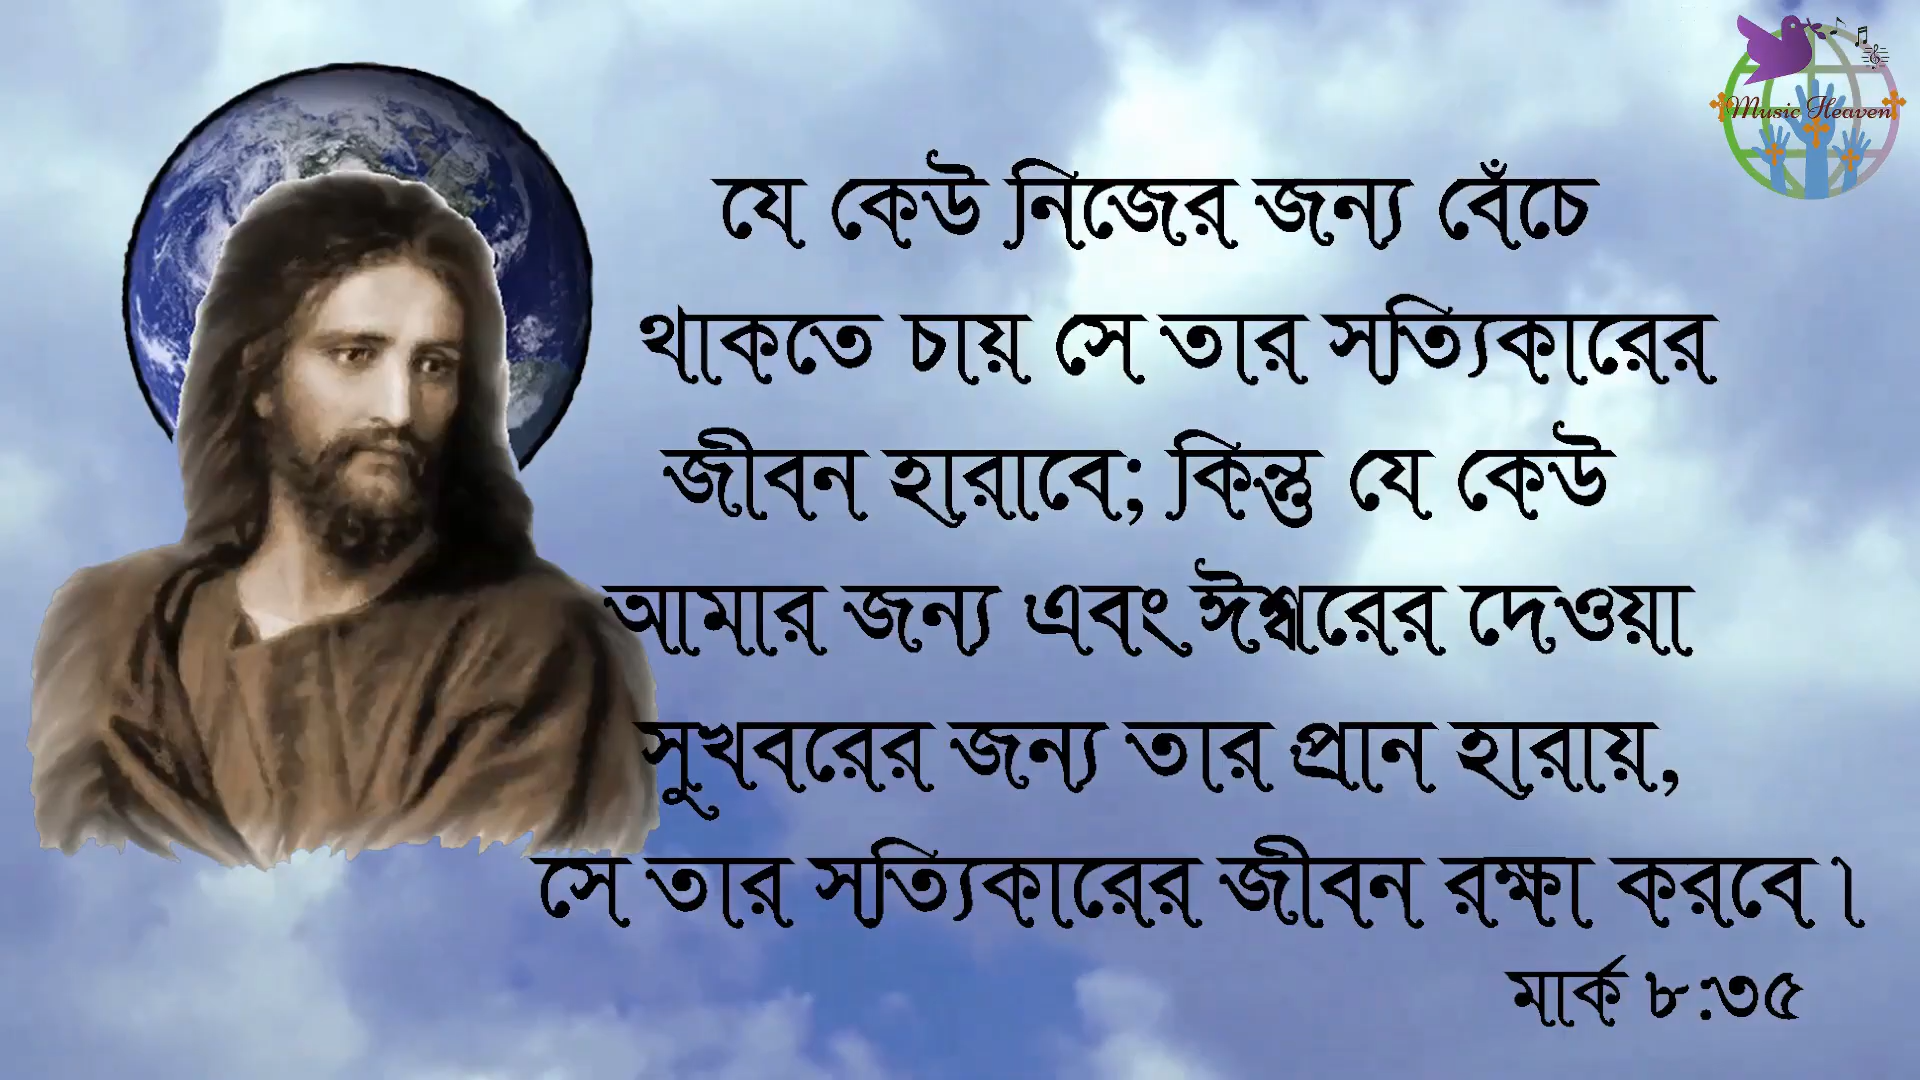 Music Heaven
যে কেউ নিজের জন্য বেঁচে
থাকতে চায় সে তার সত্যিকারের
জীবন হারাবে; কিন্তু যে কেউ
আমার জন্য এবং ঈশ্বরের দেওয়া
সুখবরের জন্য তার প্রান হারায়,
সে তার সত্যিকারের জীবন রক্ষা করবে।
মার্ক ৮:৩৫